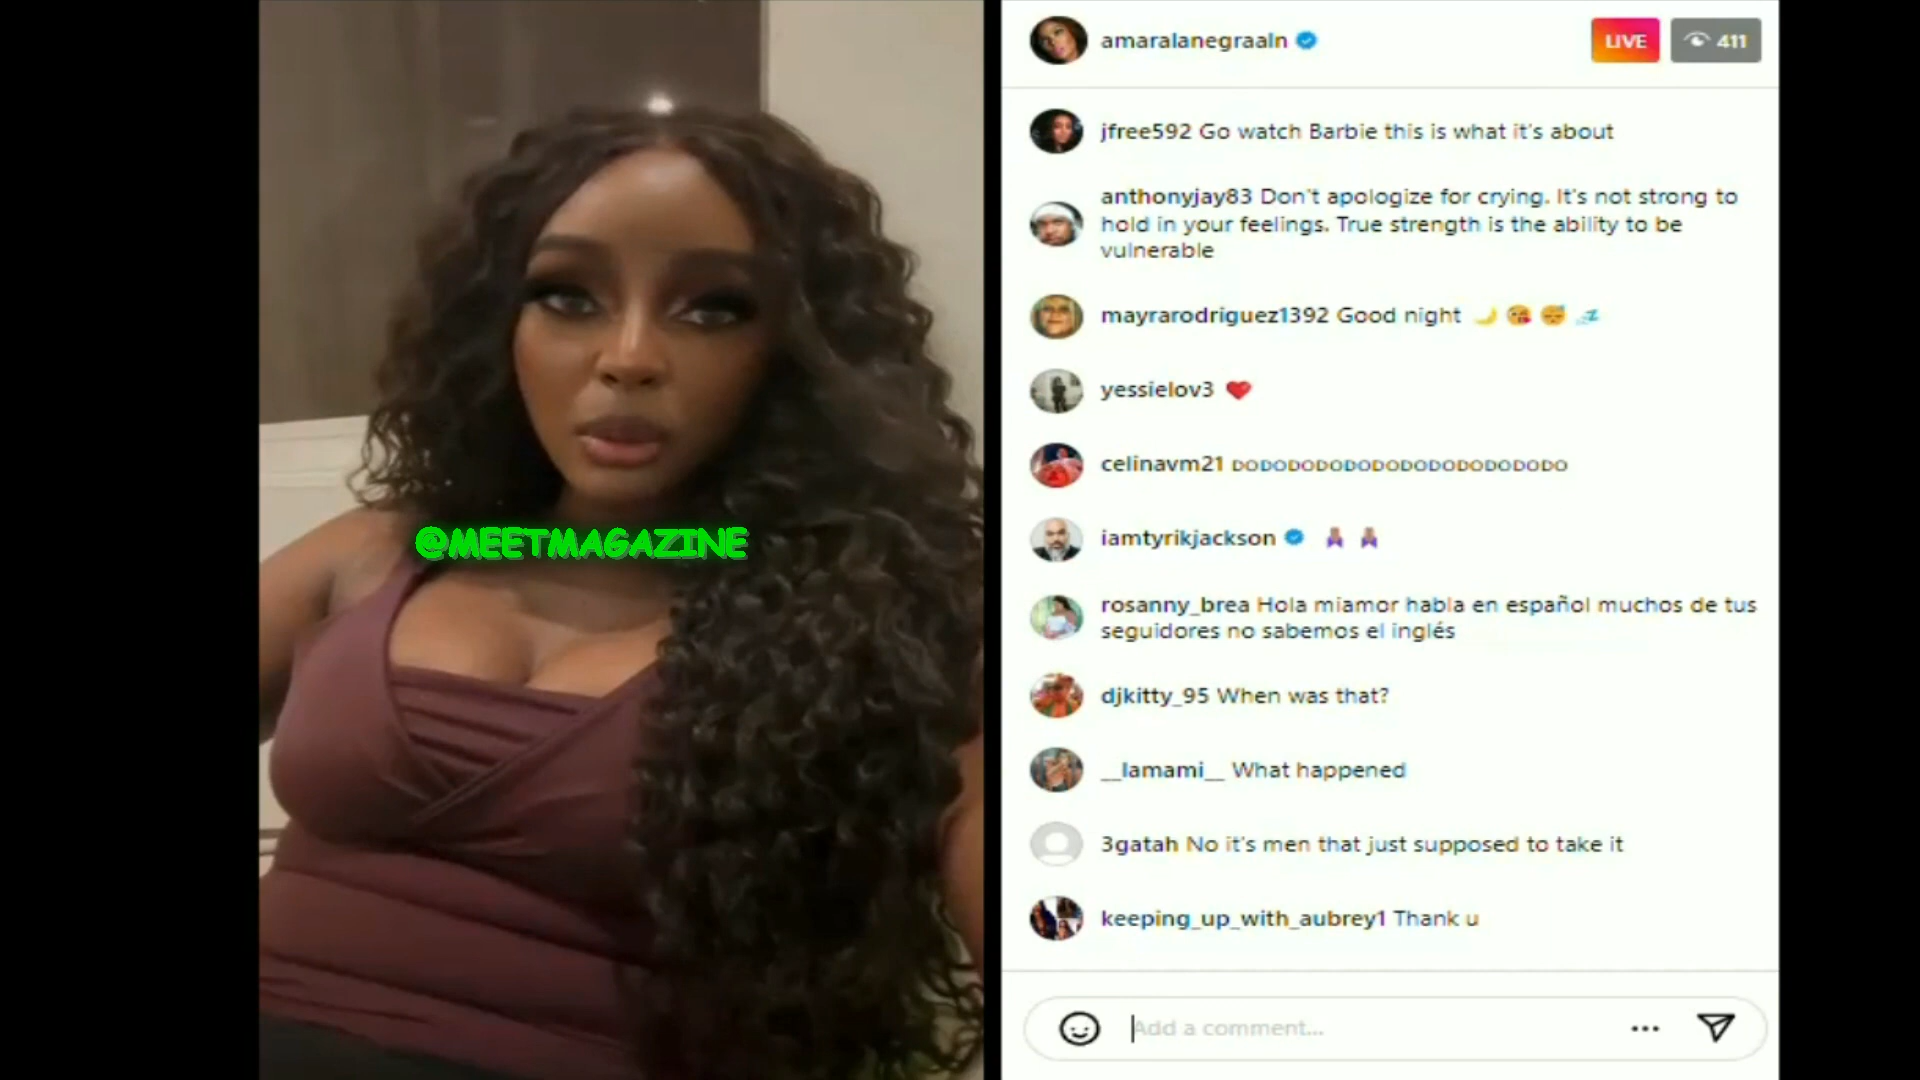 amaralanegraaln
LIVE
411
jfree592 Go watch Barbie this is what it's about
anthonyjay83 Don't apologize for crying. It's not strong to
hold in your feelings. True strength is the ability to be
vulnerable
mayrarodriguez1392 Good night 🌙 😘 😴 💤
yessielov3 ❤️
celinavm21 DODODODODODODODODODODODO
iamtyrikjackson
@MEETMAGAZINE
rosanny_brea Hola miamor habla en español muchos de tus
seguidores no sabemos el inglés
djkitty_95 When was that?
__lamami__ What happened
3gatah No it's men that just supposed to take it
keeping_up_with_aubrey1 Thank u
Add a comment...